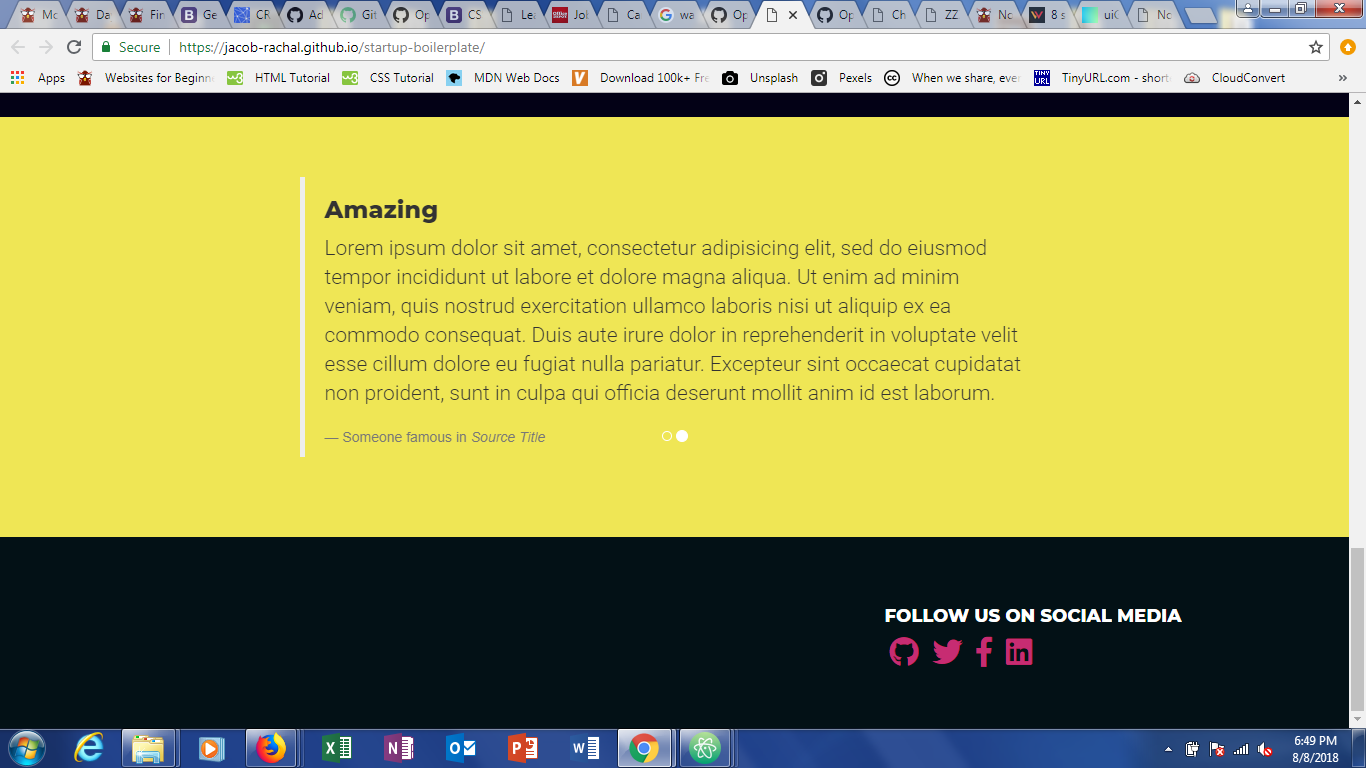 Mo Da Fin Ge CR Act Git Op CS Lea Jol Ca wa Op Op Ch ZZ No 8 s uiG No
Secure https://jacob-rachal.github.io/startup-boilerplate/
Apps Websites for Beginn HTML Tutorial CSS Tutorial MDN Web Docs Download 100k+ Fre Unsplash Pexels When we share, ever TinyURL.com - short CloudConvert »
Amazing
Lorem ipsum dolor sit amet, consectetur adipisicing elit, sed do eiusmod
tempor incididunt ut labore et dolore magna aliqua. Ut enim ad minim
veniam, quis nostrud exercitation ullamco laboris nisi ut aliquip ex ea
commodo consequat. Duis aute irure dolor in reprehenderit in voluptate velit
esse cillum dolore eu fugiat nulla pariatur. Excepteur sint occaecat cupidatat
non proident, sunt in culpa qui officia deserunt mollit anim id est laborum.
— Someone famous in Source Title
FOLLOW US ON SOCIAL MEDIA
6:49 PM
8/8/2018